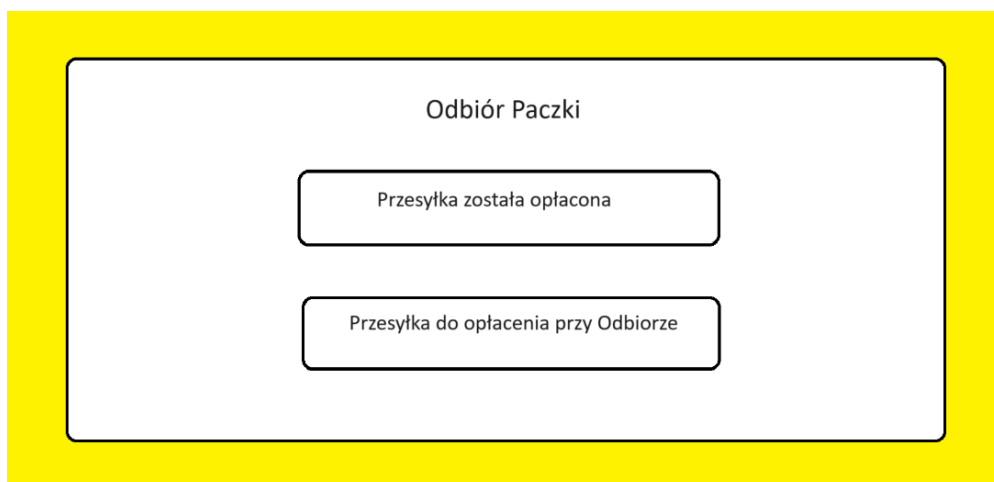 Odbiór Paczki
Przesyłka została opłacona
Przesyłka do opłacenia przy Odbiorze